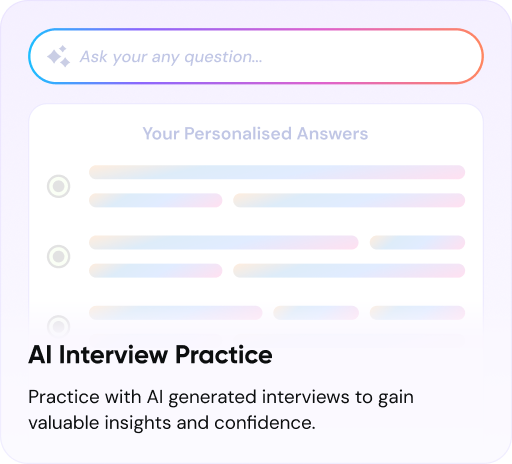 Ask your any question...
Your Personalised Answers
AI Interview Practice
Practice with AI generated interviews to gain
valuable insights and confidence.